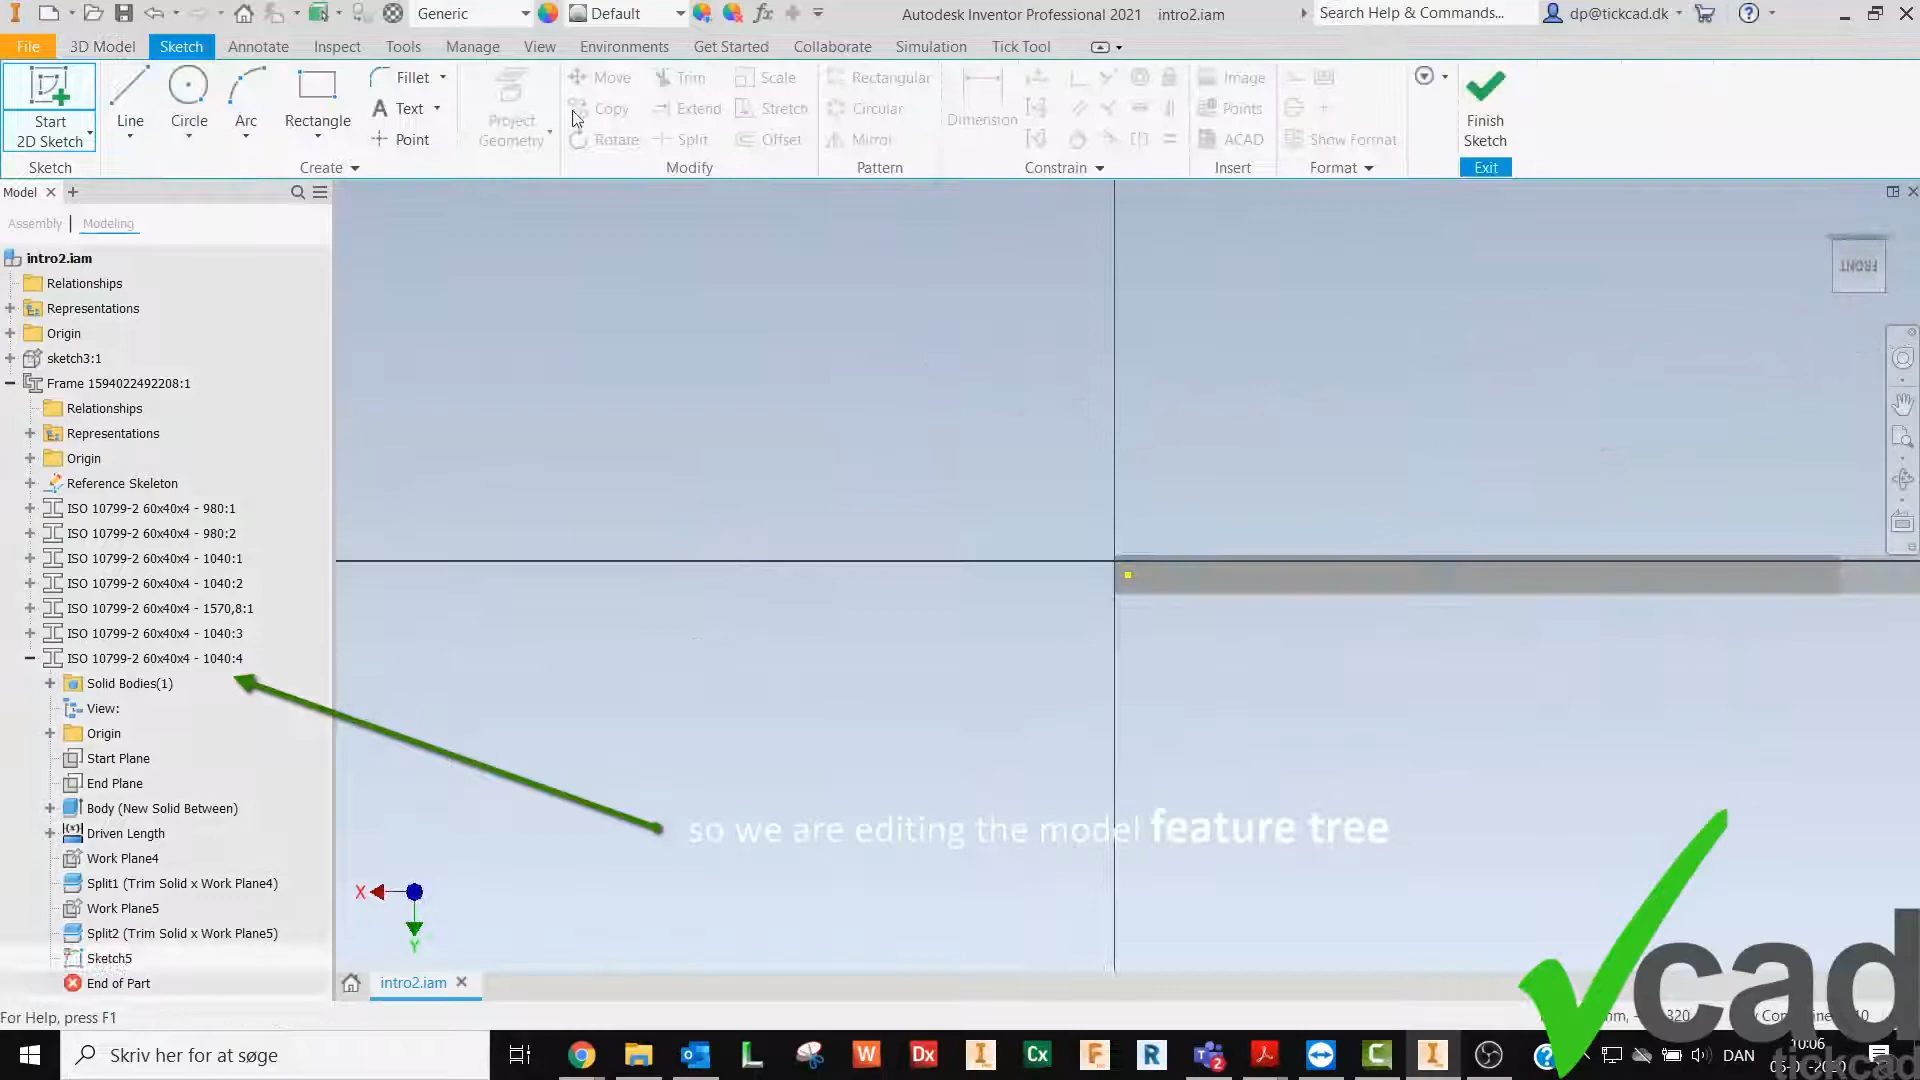 Generic
Default
Autodesk Inventor Professional 2021 intro2.iam
Search Help & Commands...
dp@tickcad.dk
File 3D Model Sketch Annotate Inspect Tools Manage View Environments Get Started Collaborate Simulation Tick Tool
Start
2D Sketch
Line
Circle
Arc
Rectangle
Fillet
Text
Point
Project
Geometry
Move
Copy
Rotate
Trim
Extend
Split
Scale
Stretch
Offset
Rectangular
Circular
Mirror
Dimension
Image
Points
ACAD
Show Format
Finish
Sketch
Sketch Create Modify Pattern Constrain Insert Format Exit
Model
Assembly Modeling
intro2.iam
Relationships
Representations
Origin
sketch3:1
Frame 1594022492208:1
Relationships
Representations
Origin
Reference Skeleton
ISO 10799-2 60x40x4 - 980:1
ISO 10799-2 60x40x4 - 980:2
ISO 10799-2 60x40x4 - 1040:1
ISO 10799-2 60x40x4 - 1040:2
ISO 10799-2 60x40x4 - 1570,8:1
ISO 10799-2 60x40x4 - 1040:3
ISO 10799-2 60x40x4 - 1040:4
Solid Bodies(1)
View:
Origin
Start Plane
End Plane
Body (New Solid Between)
Driven Length
Work Plane4
Split1 (Trim Solid x Work Plane4)
Work Plane5
Split2 (Trim Solid x Work Plane5)
Sketch5
End of Part
FRONT
so we are editing the model feature tree
X
Y
intro2.iam
For Help, press F1
cad
tickcad
Skriv her for at søge
DAN
10:06